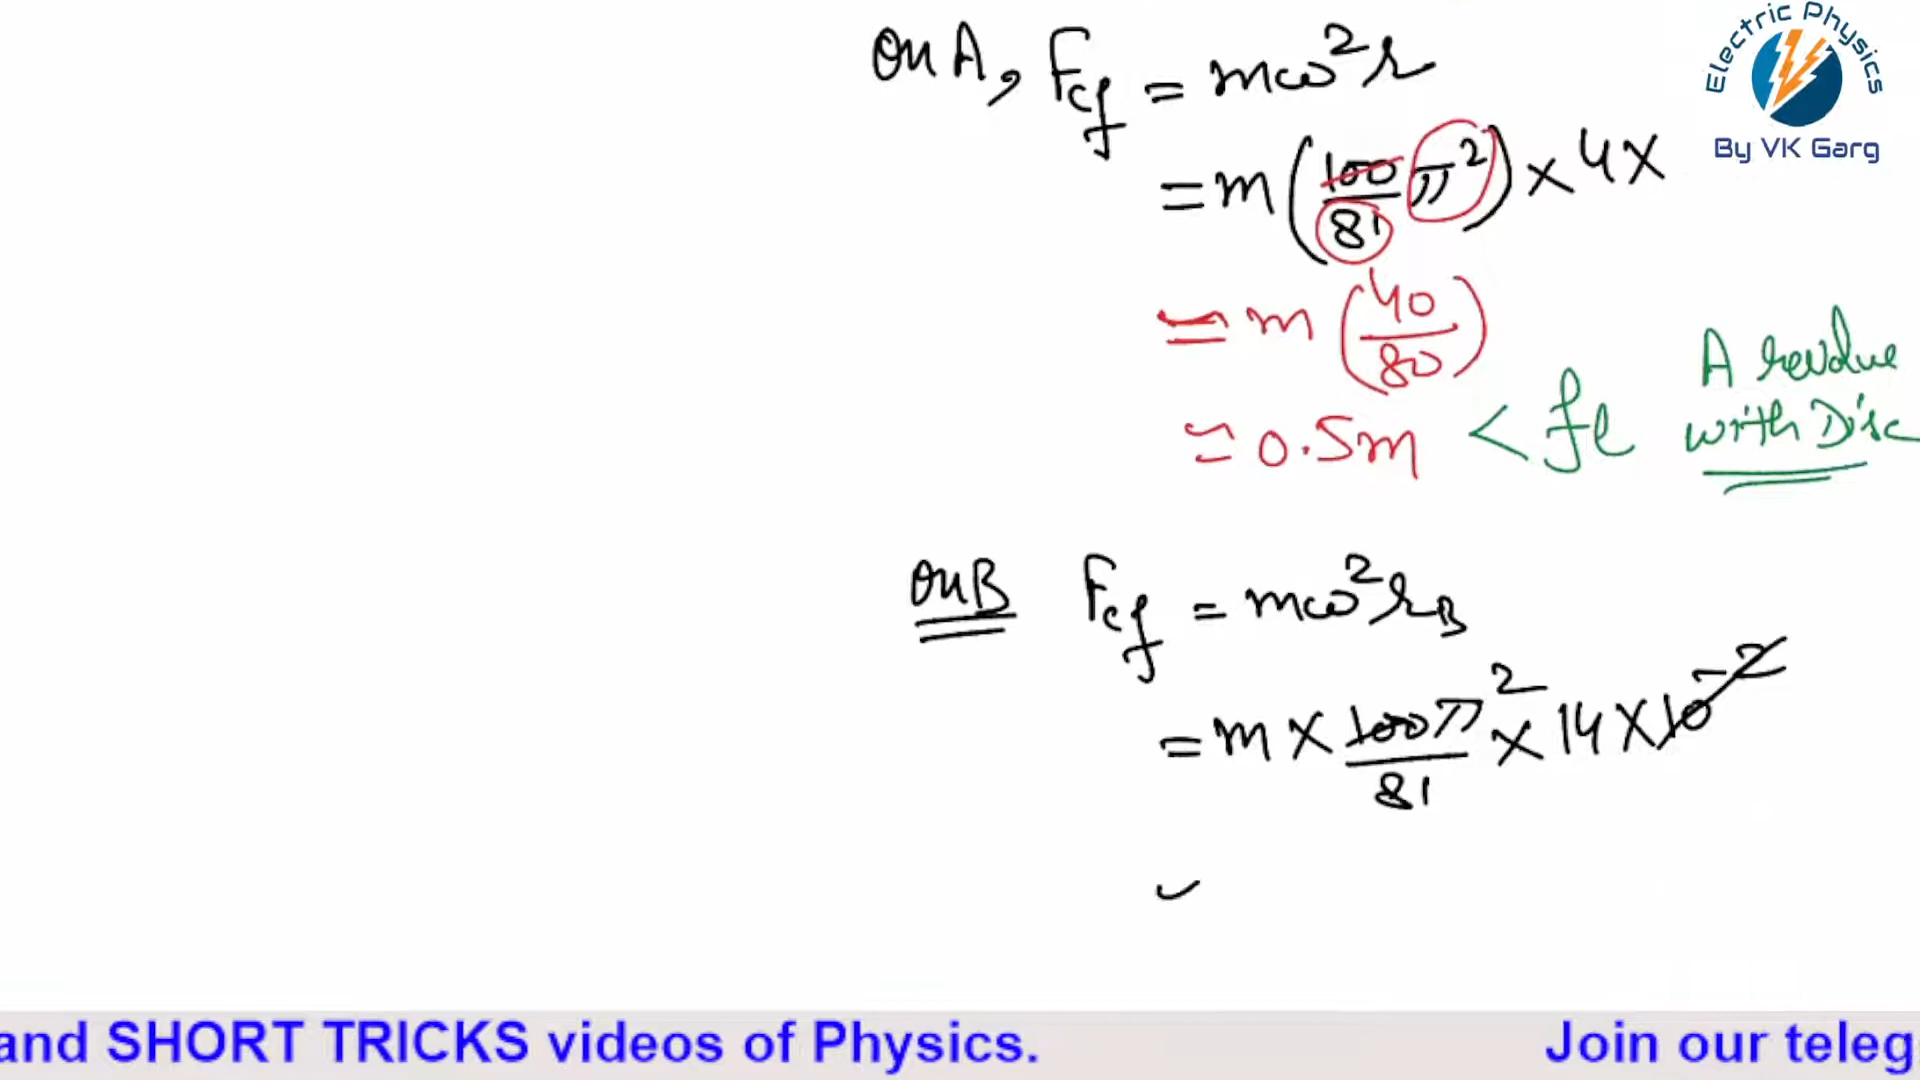 on A, Fcf = mω²r
Electric Physics
By VK Garg
= m(100/81 π²) × 4×
= m(40/80)
≃ 0.5m < fl
A revolve
with Disc
on B Fcf = mω²rB
= m × 100π²/81 × 14 × 10⁻²
and SHORT TRICKS videos of Physics. Join our teleg